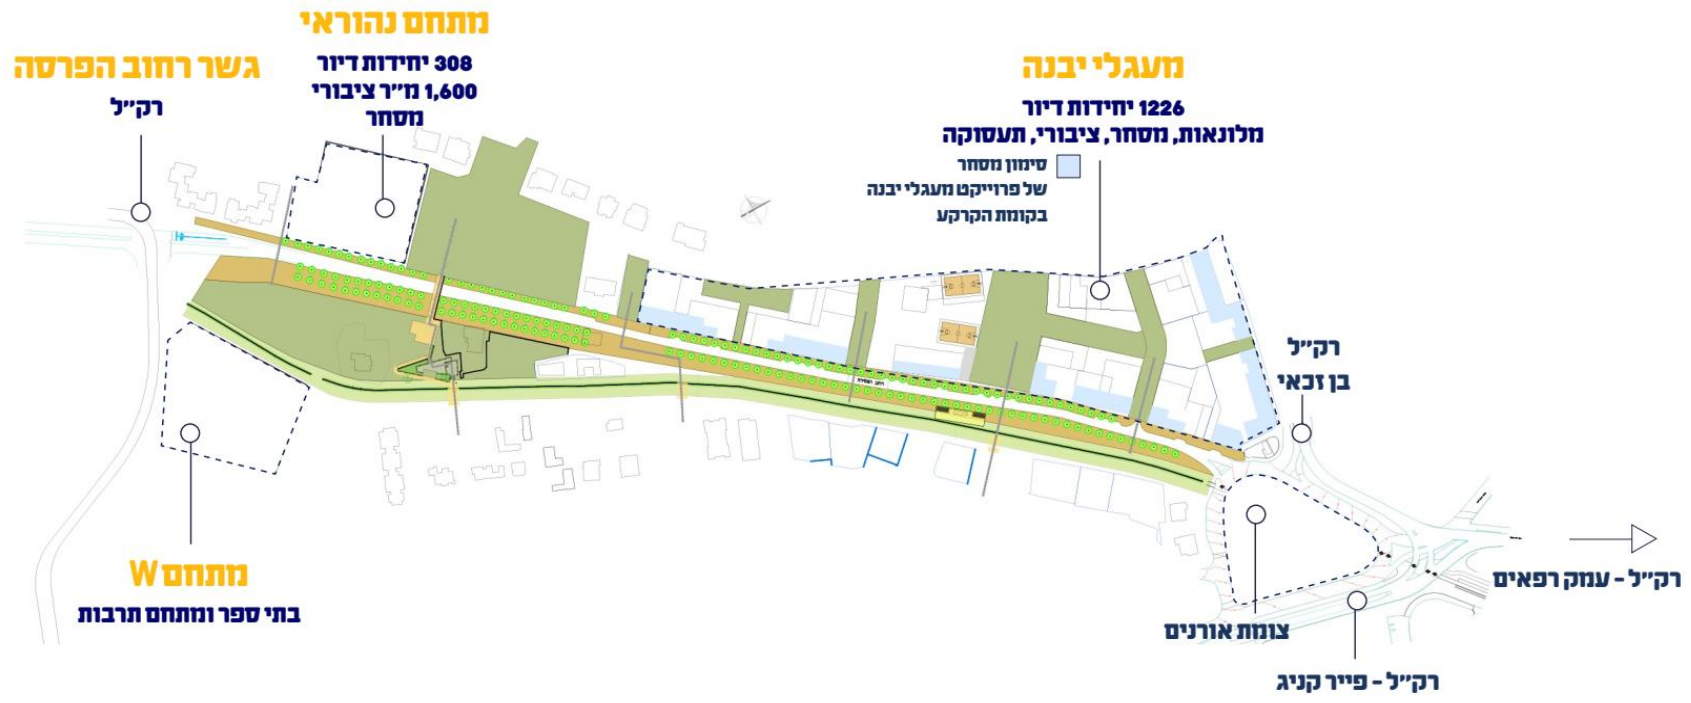 מתחם נהוראי
308 יחידות דיור
1,600 מ״ר ציבורי
מסחר
גשר רחוב הפרסה
רק״ל
מעגלי יבנה
1226 יחידות דיור
מלונאות, מסחר, ציבורי, תעסוקה
סימון מסחר
של פרוייקט מעגלי יבנה
בקומת הקרקע
רק״ל
בן זכאי
מתחם W
בתי ספר ומתחם תרבות
צומת אורנים
רק״ל - עמק רפאים
רק״ל - פייר קניג